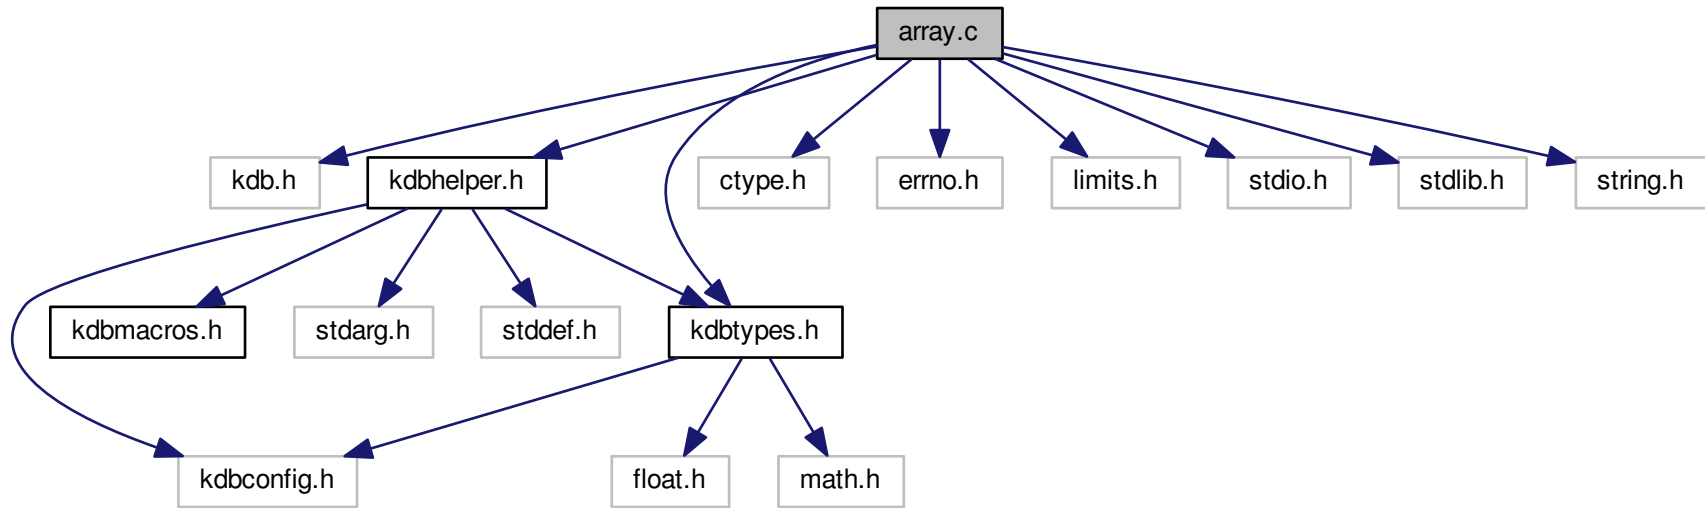 array.c
kdb.h
kdbhelper.h
ctype.h
errno.h
limits.h
stdio.h
stdlib.h
string.h
kdbmacros.h
stdarg.h
stddef.h
kdbtypes.h
kdbconfig.h
float.h
math.h